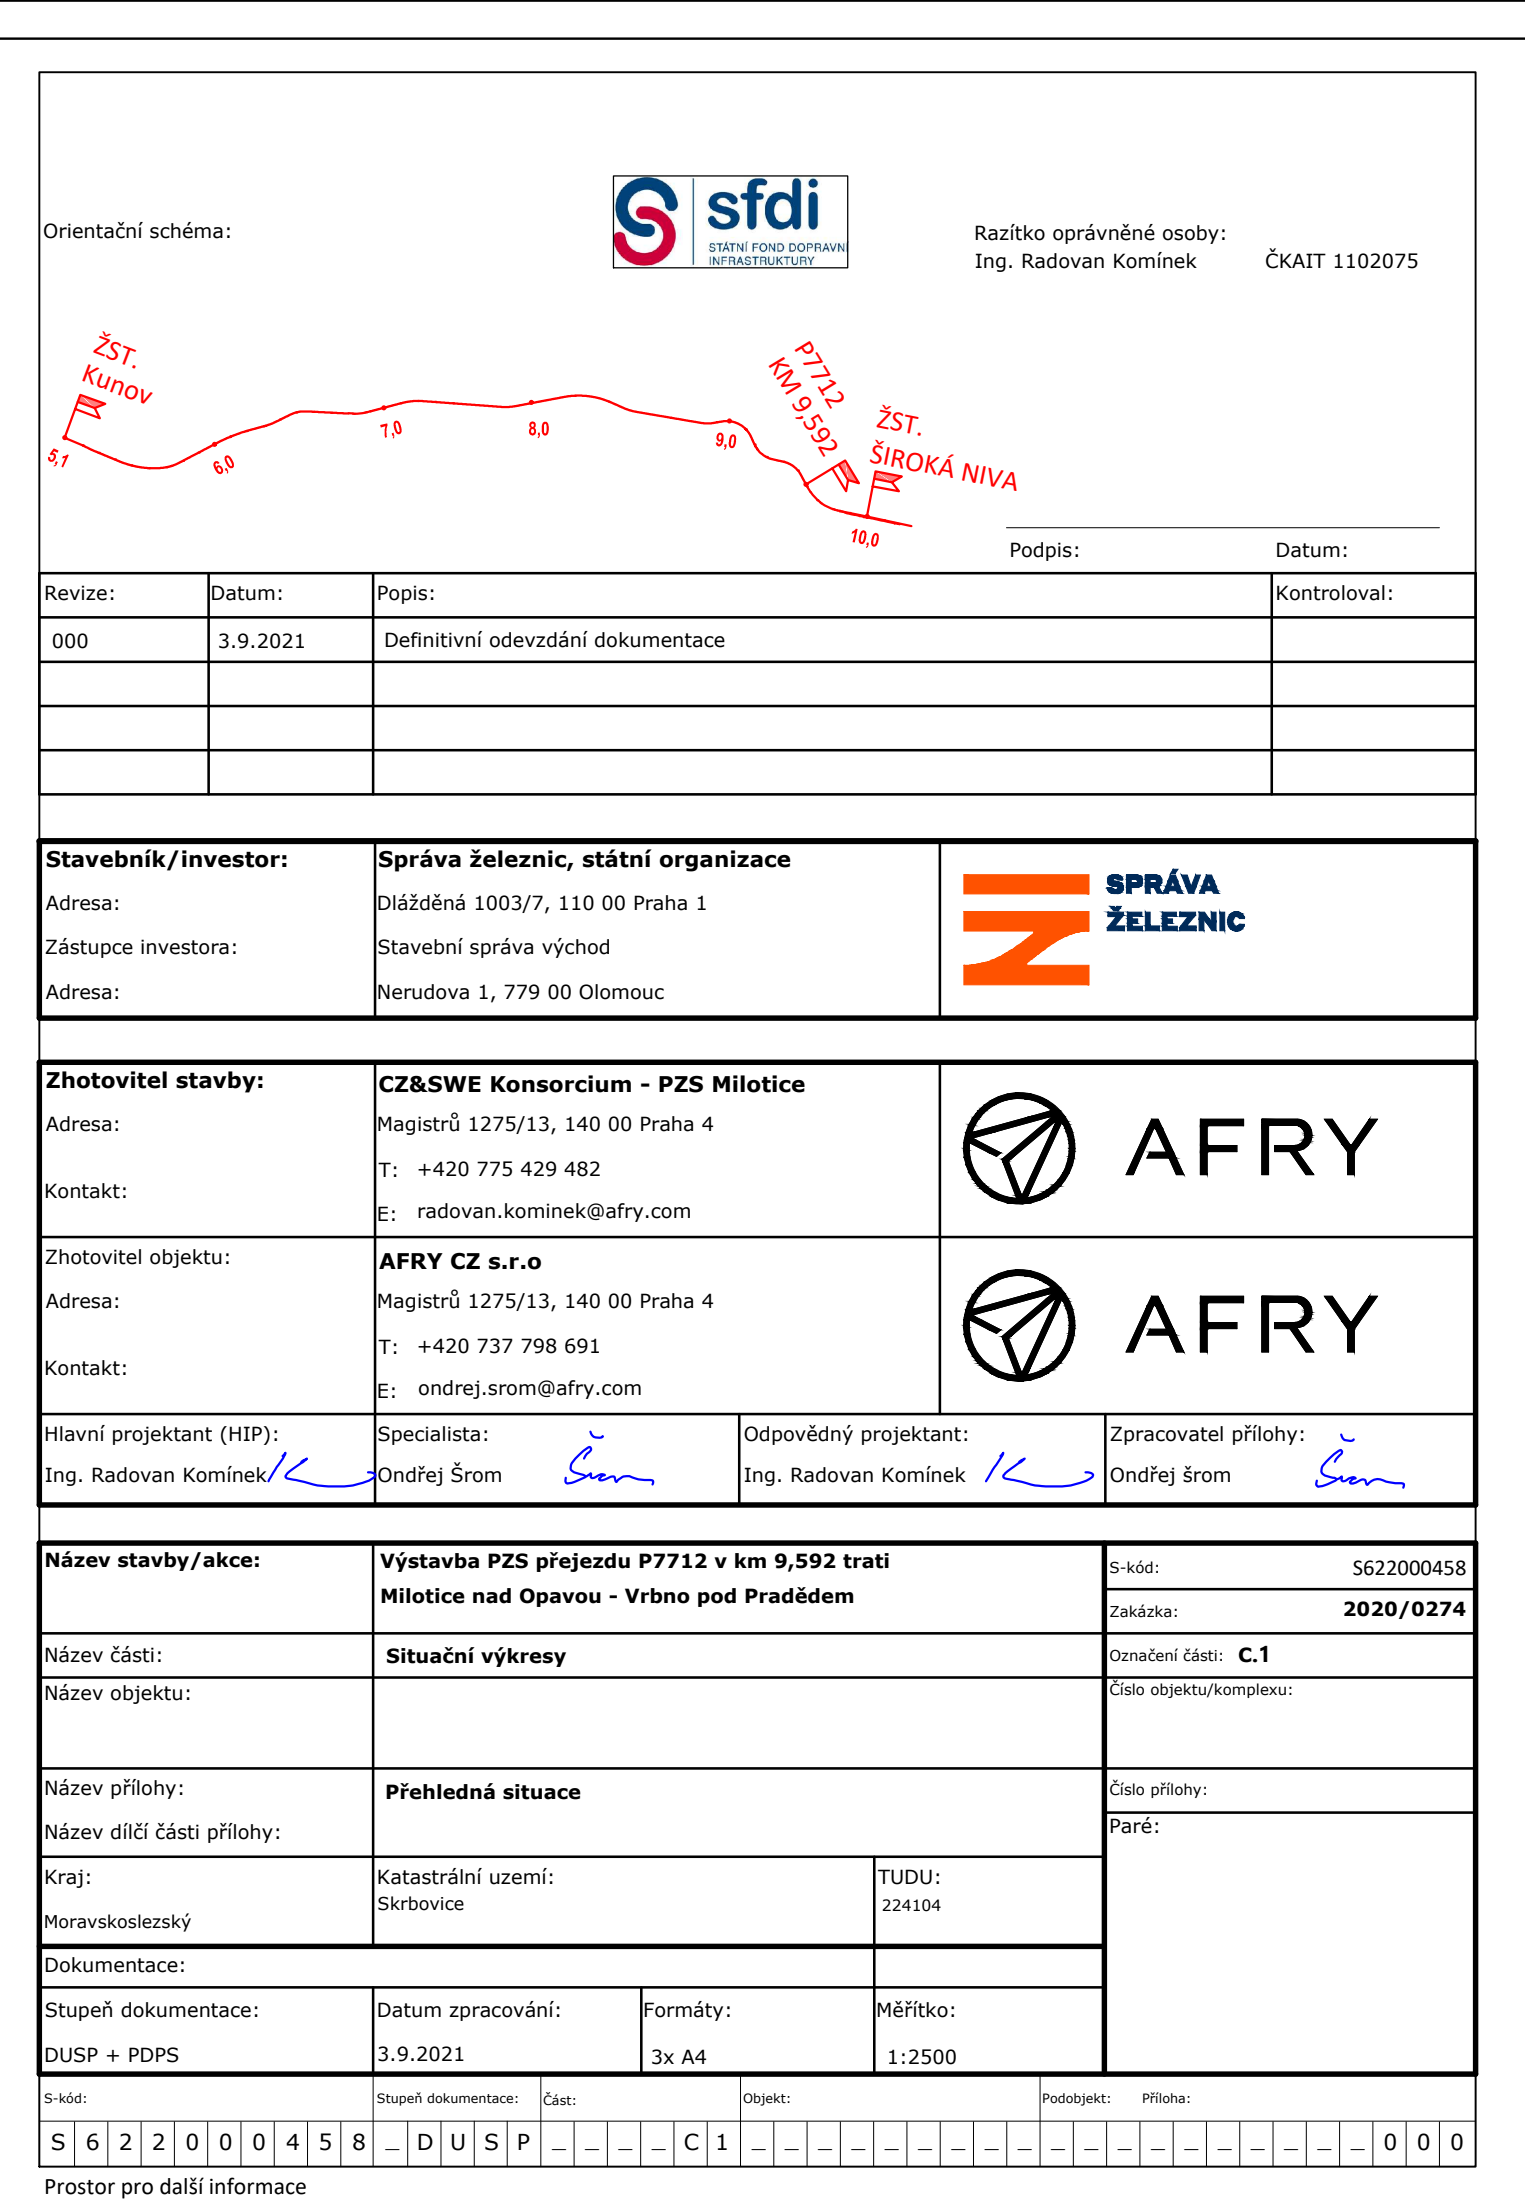 Orientační schéma:
sfdi
STÁTNÍ FOND DOPRAVNÍ
INFRASTRUKTURY
Razítko oprávněné osoby:
Ing. Radovan Komínek ČKAIT 1102075
ŽST.
Kunov
P7712
KM 9,592
ŽST.
ŠIROKÁ NIVA
5,1
6,0
7,0
8,0
9,0
10,0
Podpis: Datum:
Revize: Datum: Popis: Kontroloval:
000 3.9.2021 Definitivní odevzdání dokumentace
Stavebník/investor: Správa železnic, státní organizace
Adresa: Dlážděná 1003/7, 110 00 Praha 1
Zástupce investora: Stavební správa východ
Adresa: Nerudova 1, 779 00 Olomouc
SPRÁVA
ŽELEZNIC
Zhotovitel stavby: CZ&SWE Konsorcium - PZS Milotice
Adresa: Magistrů 1275/13, 140 00 Praha 4
Kontakt: T: +420 775 429 482
E: radovan.kominek@afry.com
AFRY
Zhotovitel objektu: AFRY CZ s.r.o
Adresa: Magistrů 1275/13, 140 00 Praha 4
Kontakt: T: +420 737 798 691
E: ondrej.srom@afry.com
AFRY
Hlavní projektant (HIP): Specialista: Odpovědný projektant: Zpracovatel přílohy:
Ing. Radovan Komínek Ondřej Šrom Ing. Radovan Komínek Ondřej šrom
Název stavby/akce: Výstavba PZS přejezdu P7712 v km 9,592 trati
Milotice nad Opavou - Vrbno pod Pradědem
S-kód: S622000458
Zakázka: 2020/0274
Název části: Situační výkresy Označení části: C.1
Název objektu: Číslo objektu/komplexu:
Název přílohy: Přehledná situace Číslo přílohy:
Název dílčí části přílohy: Paré:
Kraj: Katastrální uzemí: TUDU:
Moravskoslezský Skrbovice 224104
Dokumentace:
Stupeň dokumentace: Datum zpracování: Formáty: Měřítko:
DUSP + PDPS 3.9.2021 3x A4 1:2500
S-kód: Stupeň dokumentace: Část: Objekt: Podobjekt: Příloha:
S 6 2 2 0 0 0 4 5 8 _ D U S P _ _ _ _ C 1 _ _ _ _ _ _ _ _ _ _ _ _ _ _ _ _ _ _ _ 0 0 0
Prostor pro další informace